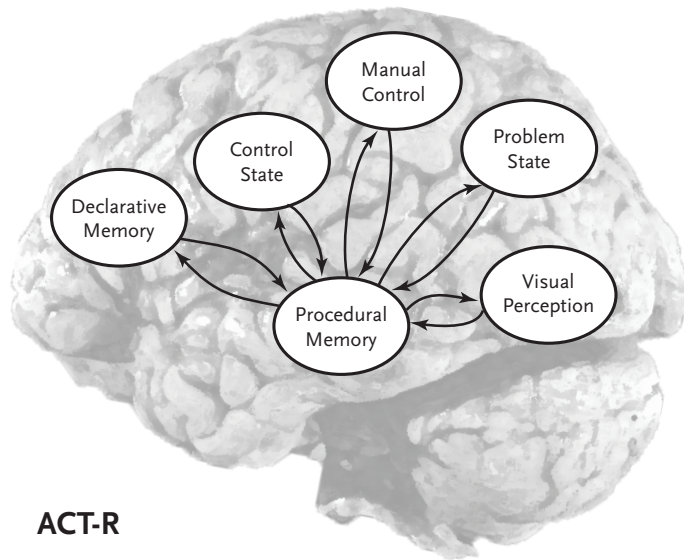 Manual
Control
Problem
State
Control
State
Declarative
Memory
Visual
Perception
Procedural
Memory
ACT-R